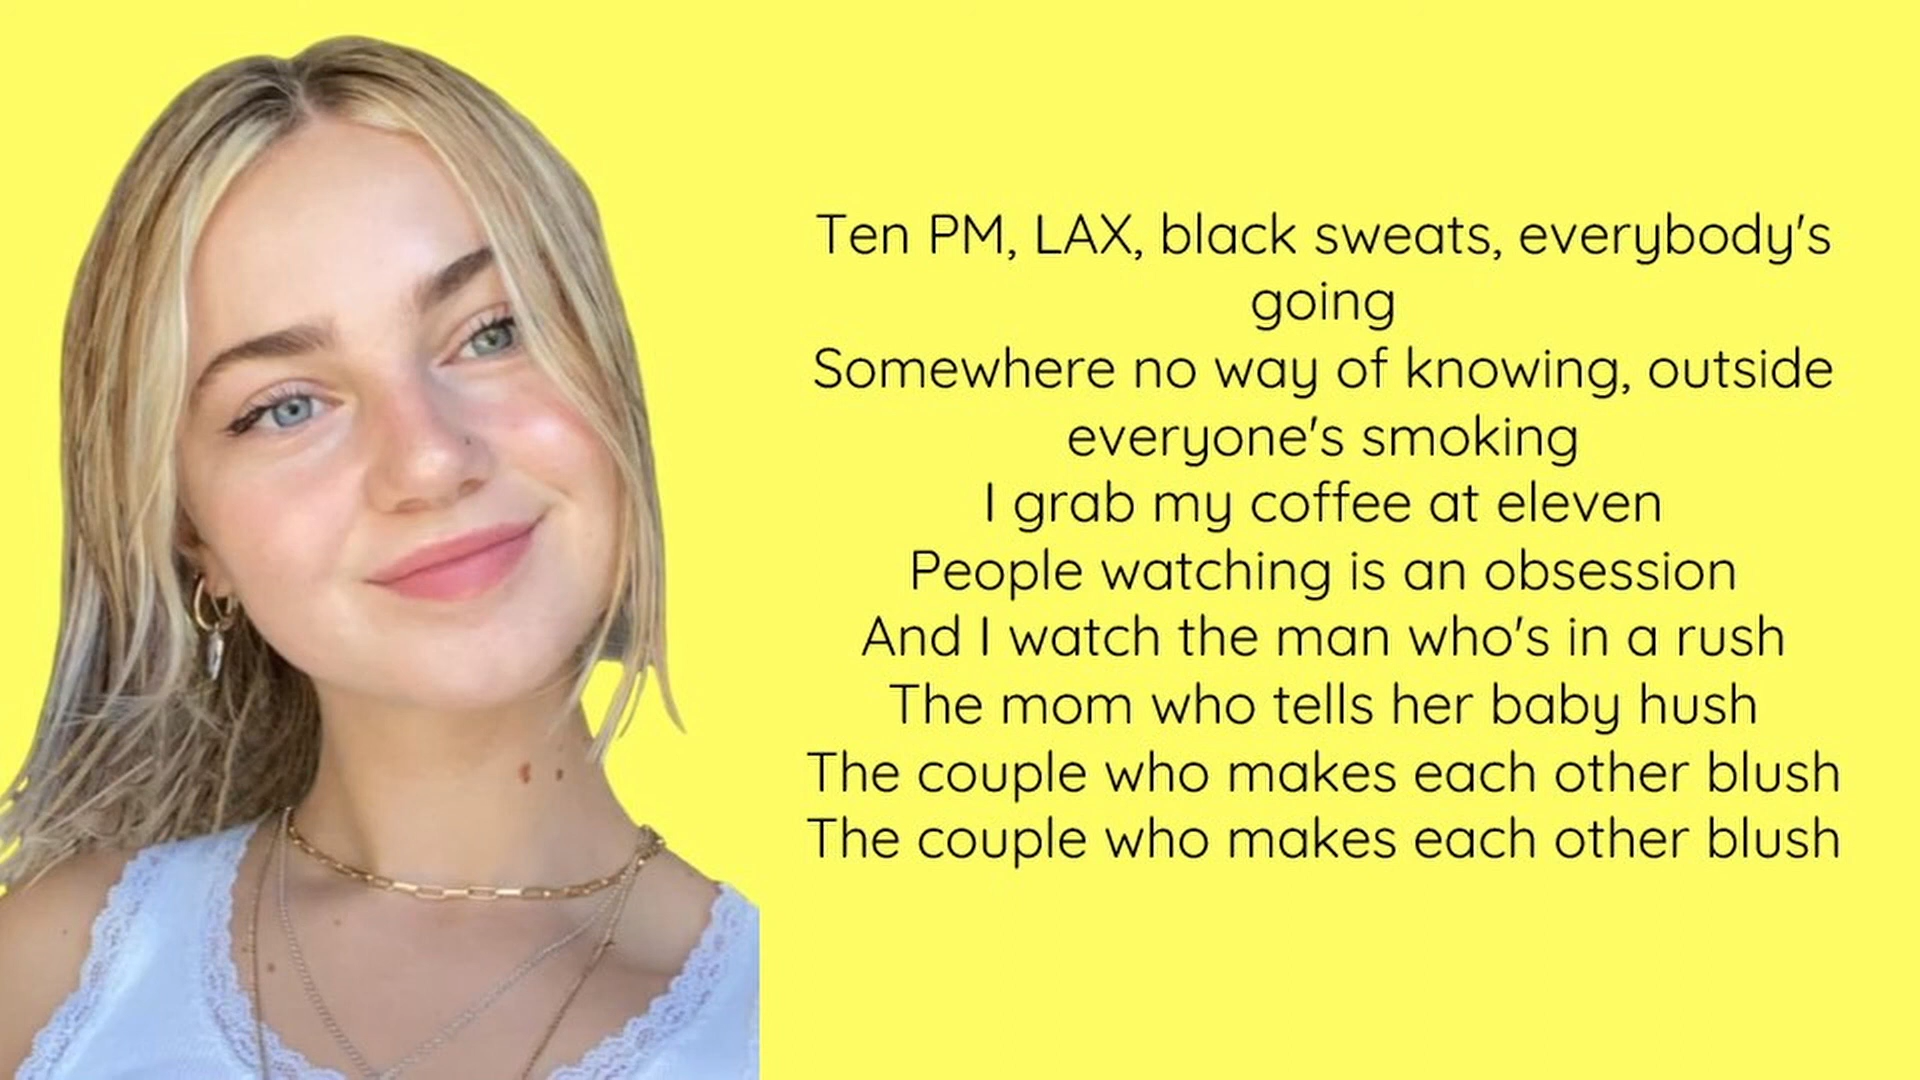 Ten PM, LAX, black sweats, everybody's
going
Somewhere no way of knowing, outside
everyone's smoking
I grab my coffee at eleven
People watching is an obsession
And I watch the man who's in a rush
The mom who tells her baby hush
The couple who makes each other blush
The couple who makes each other blush